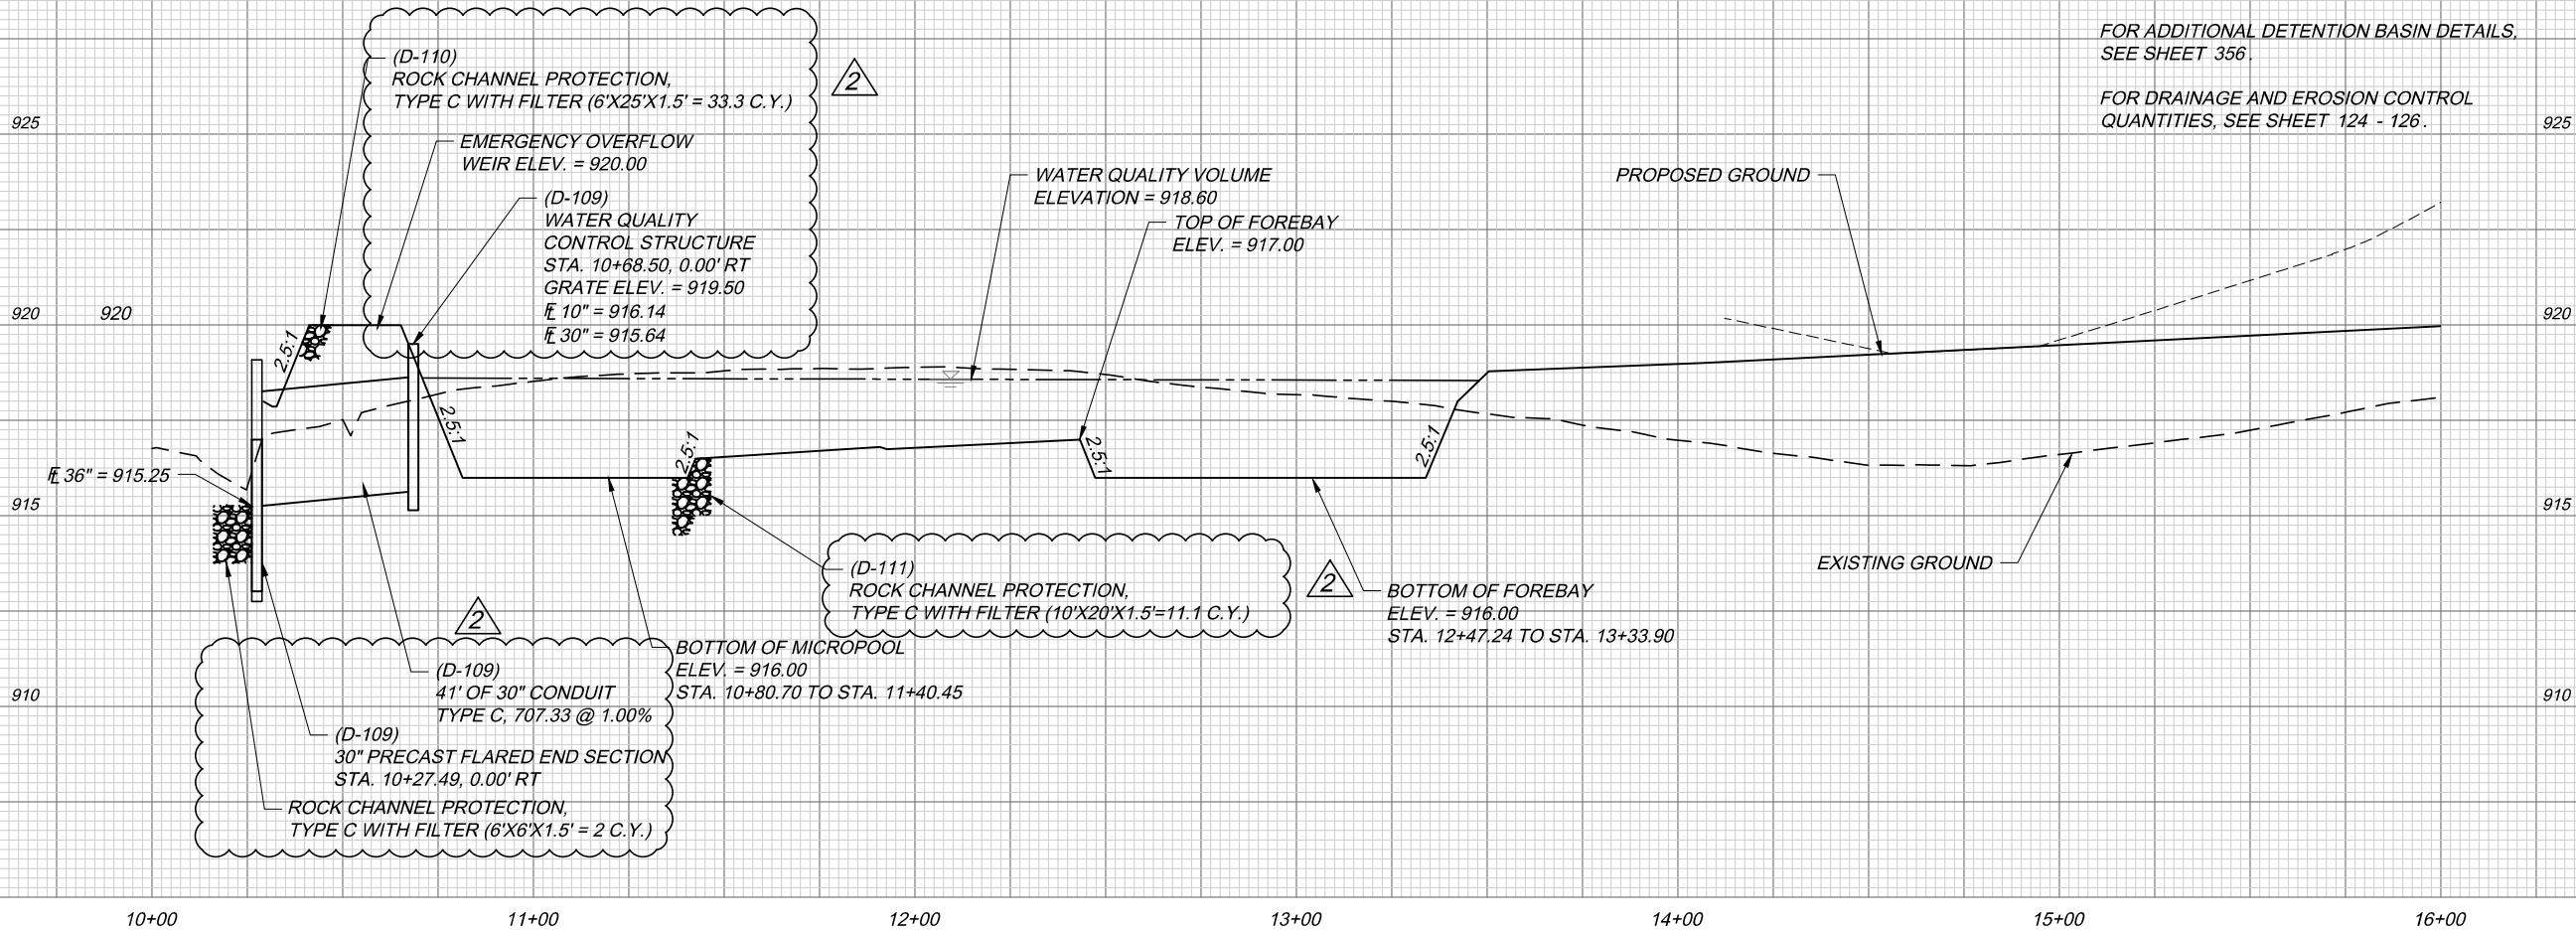 FOR ADDITIONAL DETENTION BASIN DETAILS,
SEE SHEET 356.
FOR DRAINAGE AND EROSION CONTROL
QUANTITIES, SEE SHEET 124 - 126.
(D-110)
ROCK CHANNEL PROTECTION,
TYPE C WITH FILTER (6'X25'X1.5' = 33.3 C.Y.)
2
EMERGENCY OVERFLOW
WEIR ELEV. = 920.00
(D-109)
WATER QUALITY
CONTROL STRUCTURE
STA. 10+68.50, 0.00' RT
GRATE ELEV. = 919.50
FL 10" = 916.14
FL 30" = 915.64
WATER QUALITY VOLUME
ELEVATION = 918.60
TOP OF FOREBAY
ELEV. = 917.00
PROPOSED GROUND
925
925
920
920
920
2.5:1
2.5:1
2.5:1
2.5:1
2.5:1
FL 36" = 915.25
915
915
EXISTING GROUND
(D-111)
ROCK CHANNEL PROTECTION,
TYPE C WITH FILTER (10'X20'X1.5'=11.1 C.Y.)
2
BOTTOM OF FOREBAY
ELEV. = 916.00
STA. 12+47.24 TO STA. 13+33.90
2
BOTTOM OF MICROPOOL
ELEV. = 916.00
STA. 10+80.70 TO STA. 11+40.45
(D-109)
41' OF 30" CONDUIT
TYPE C, 707.33 @ 1.00%
910
910
(D-109)
30" PRECAST FLARED END SECTION
STA. 10+27.49, 0.00' RT
ROCK CHANNEL PROTECTION,
TYPE C WITH FILTER (6'X6'X1.5' = 2 C.Y.)
10+00
11+00
12+00
13+00
14+00
15+00
16+00